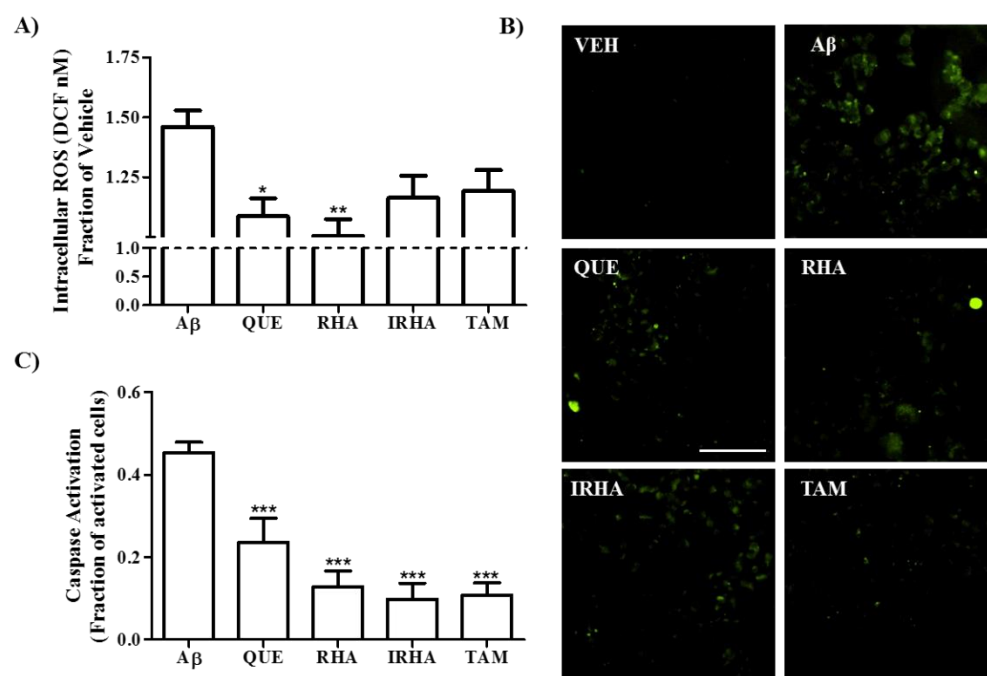 A)
Intracellular ROS (DCF nM)
Fraction of Vehicle
1.75
1.50
1.25
1.0
0.5
0.0
*
**
Aβ
QUE
RHA
IRHA
TAM
B)
VEH
Aβ
QUE
RHA
IRHA
TAM
C)
Caspase Activation
(Fraction of activated cells)
0.6
0.4
0.2
0.0
***
***
***
***
Aβ
QUE
RHA
IRHA
TAM